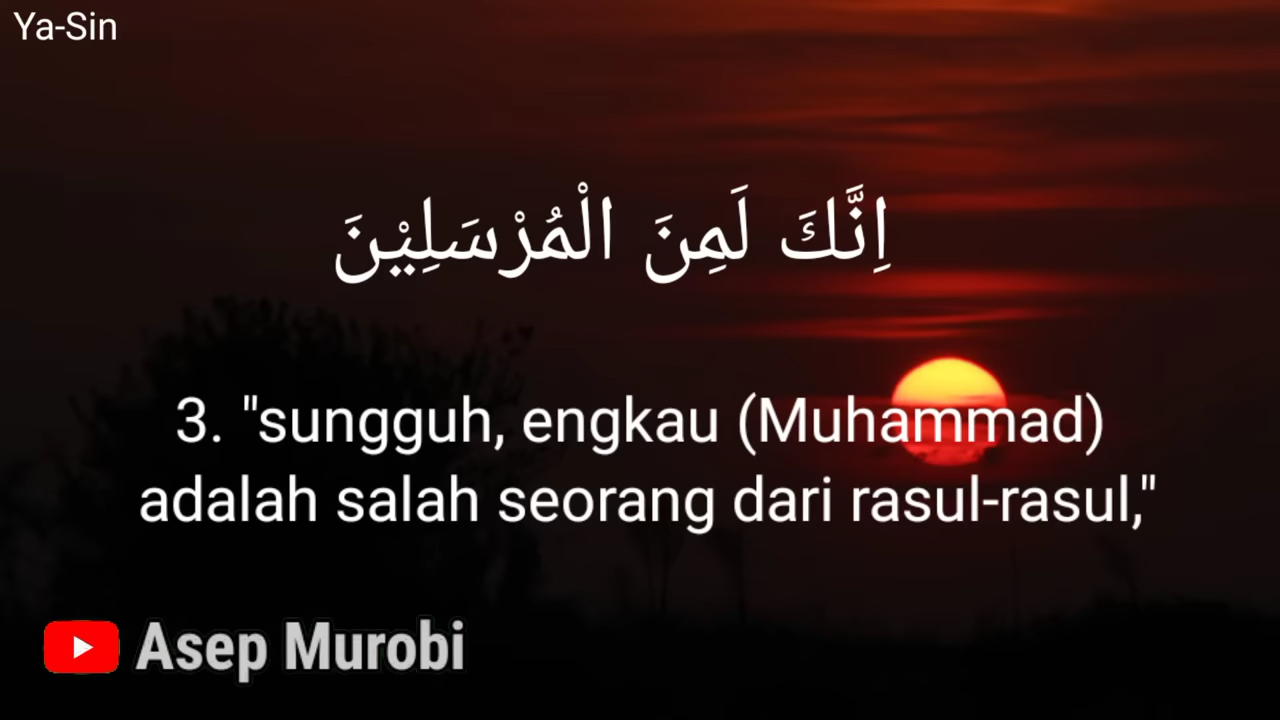 Ya-Sin
اِنَّكَ لَمِنَ الْمُرْسَلِيْنَ
3. "sungguh, engkau (Muhammad)
adalah salah seorang dari rasul-rasul,"
Asep Murobi